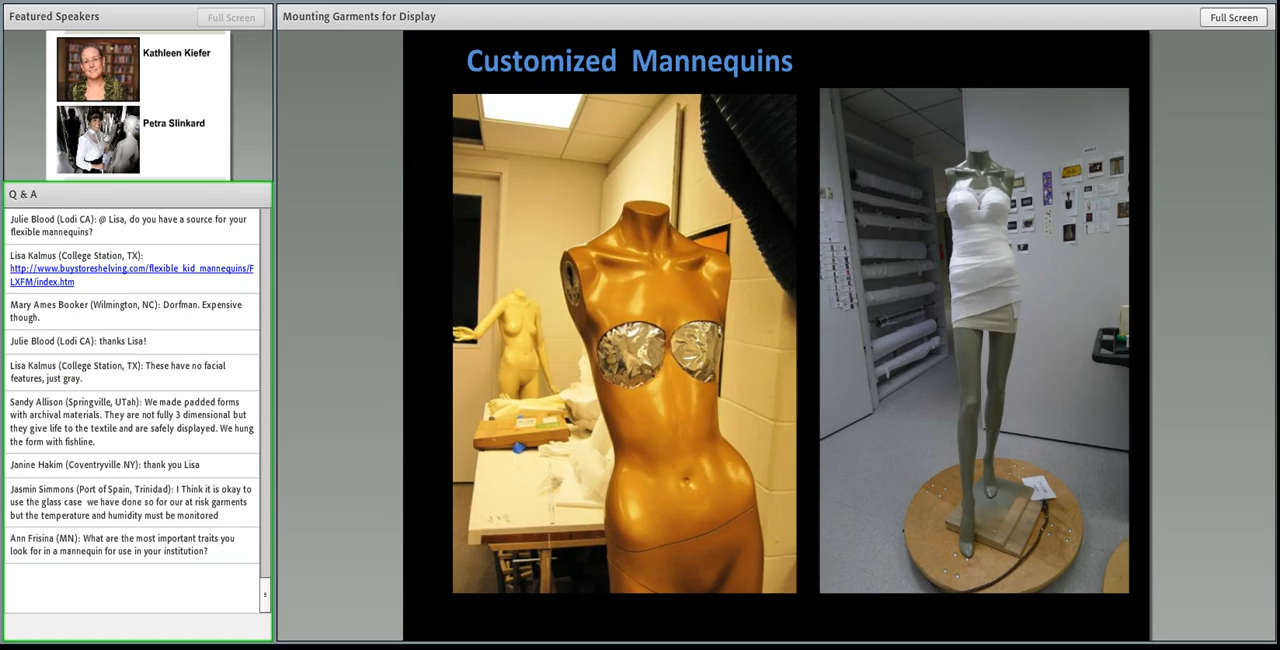 Featured Speakers
Full Screen
Kathleen Kiefer
Petra Slinkard
Q & A
Julie Blood (Lodi CA): @ Lisa, do you have a source for your
flexible mannequins?
Lisa Kalmus (College Station, TX):
http://www.buystoreshelving.com/flexible_kid_mannequins/F
LXFM/index.htm
Mary Ames Booker (Wilmington, NC): Dorfman. Expensive
though.
Julie Blood (Lodi CA): thanks Lisa!
Lisa Kalmus (College Station, TX): These have no facial
features, just gray.
Sandy Allison (Springville, UTah): We made padded forms
with archival materials. They are not fully 3 dimensional but
they give life to the textile and are safely displayed. We hung
the form with fishline.
Janine Hakim (Coventryville NY): thank you Lisa
Jasmin Simmons (Port of Spain, Trinidad): I Think it is okay to
use the glass case we have done so for our at risk garments
but the temperature and humidity must be monitored
Ann Frisina (MN): What are the most important traits you
look for in a mannequin for use in your institution?
Mounting Garments for Display
Full Screen
Customized Mannequins